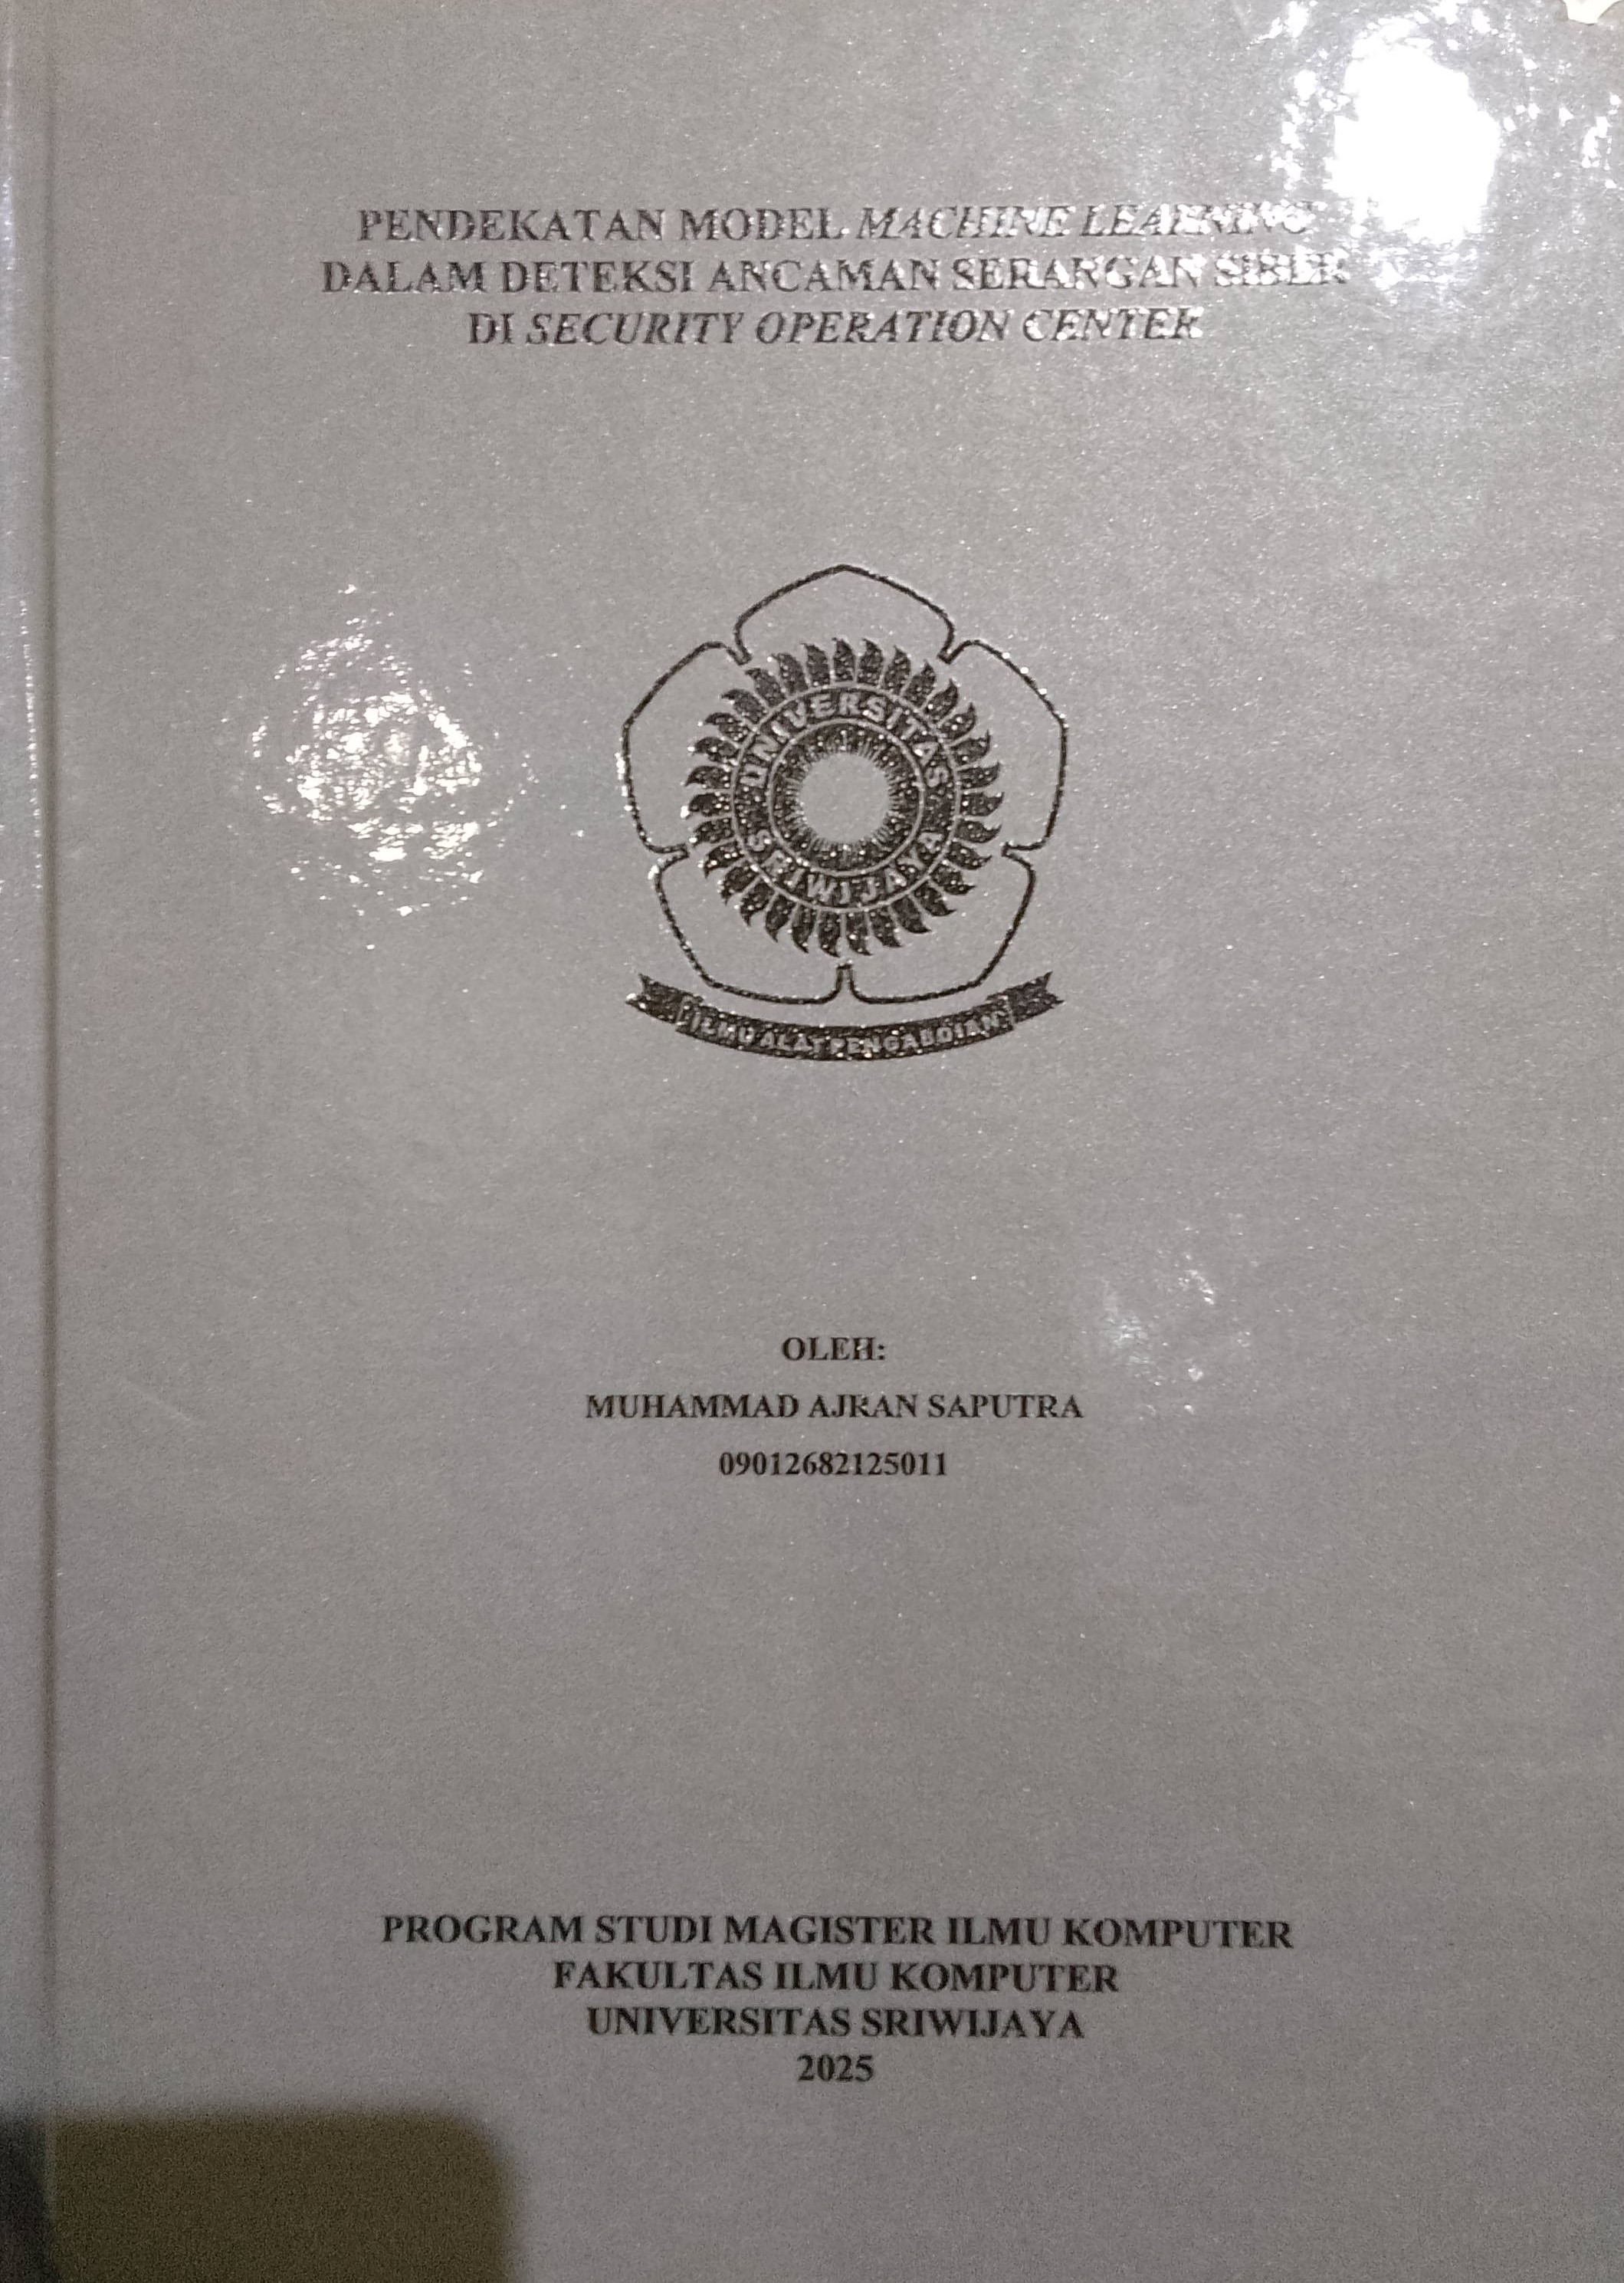 PENDEKATAN MODEL MACHINE LEARNING
DALAM DETEKSI ANCAMAN SERANGAN SIBER
DI SECURITY OPERATION CENTER
UNIVERSITAS
SRIWIJAYA
ILMU ALAT PENGABDIAN
OLEH:
MUHAMMAD AJRAN SAPUTRA
09012682125011
PROGRAM STUDI MAGISTER ILMU KOMPUTER
FAKULTAS ILMU KOMPUTER
UNIVERSITAS SRIWIJAYA
2025